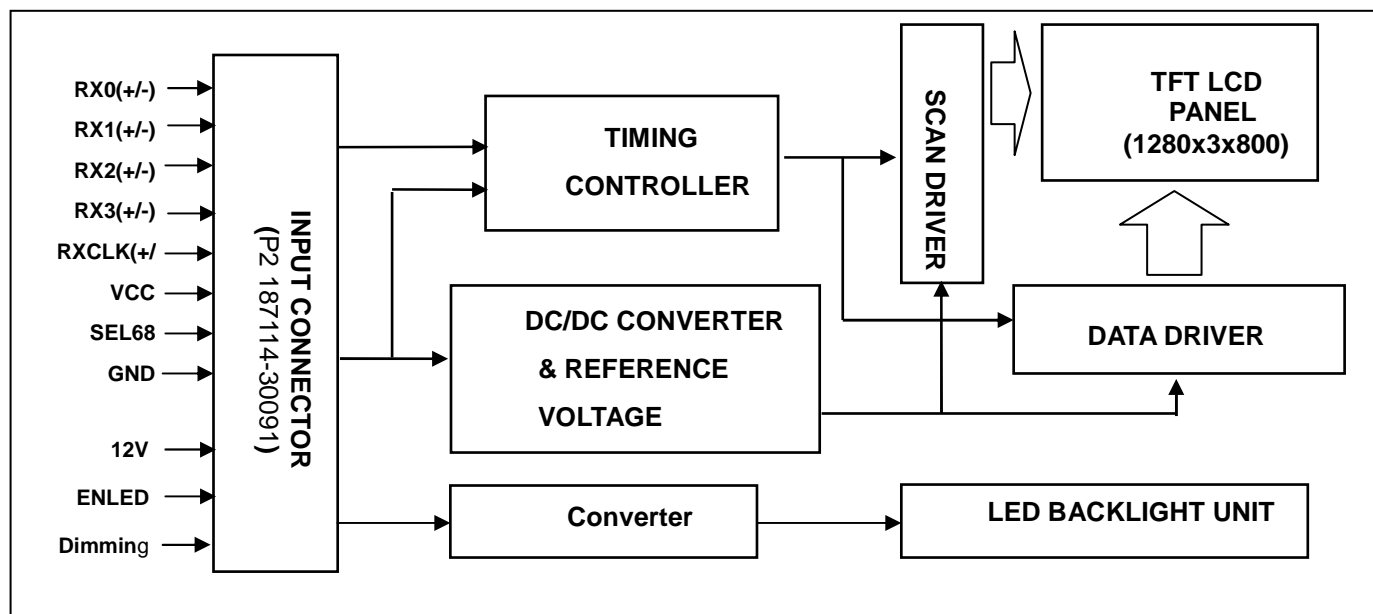 RX0(+/-)
RX1(+/-)
RX2(+/-)
RX3(+/-)
RXCLK(+/
VCC
SEL68
GND
12V
ENLED
Dimming
INPUT CONNECTOR
(P2 187114-30091)
TIMING
CONTROLLER
DC/DC CONVERTER
& REFERENCE
VOLTAGE
Converter
SCAN DRIVER
TFT LCD
PANEL
(1280x3x800)
DATA DRIVER
LED BACKLIGHT UNIT